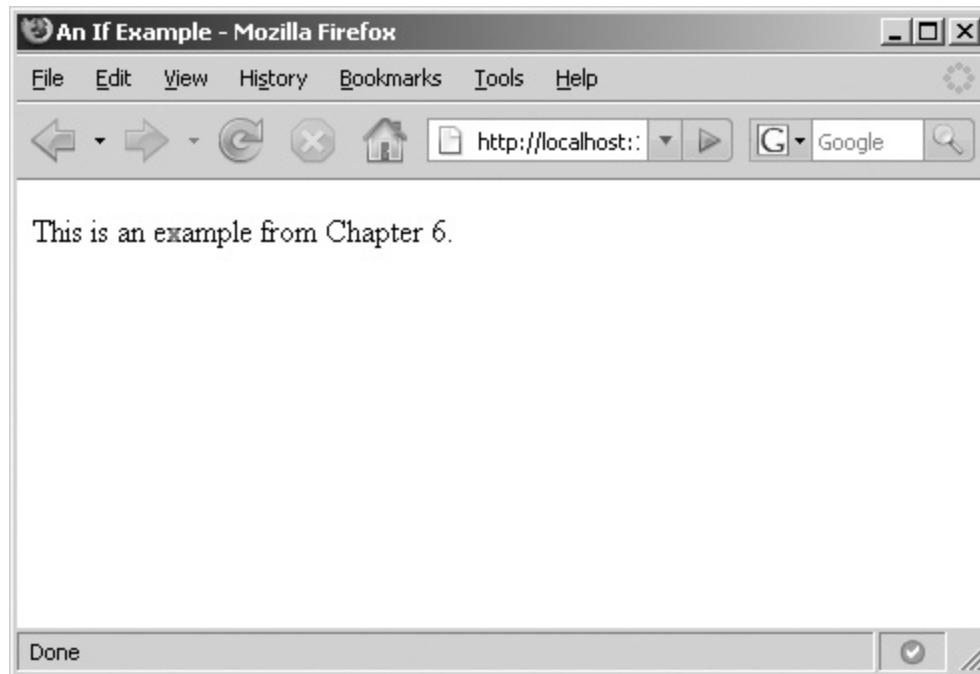 An If Example - Mozilla Firefox
File Edit View History Bookmarks Tools Help
http://localhost: G Google
This is an example from Chapter 6.
Done